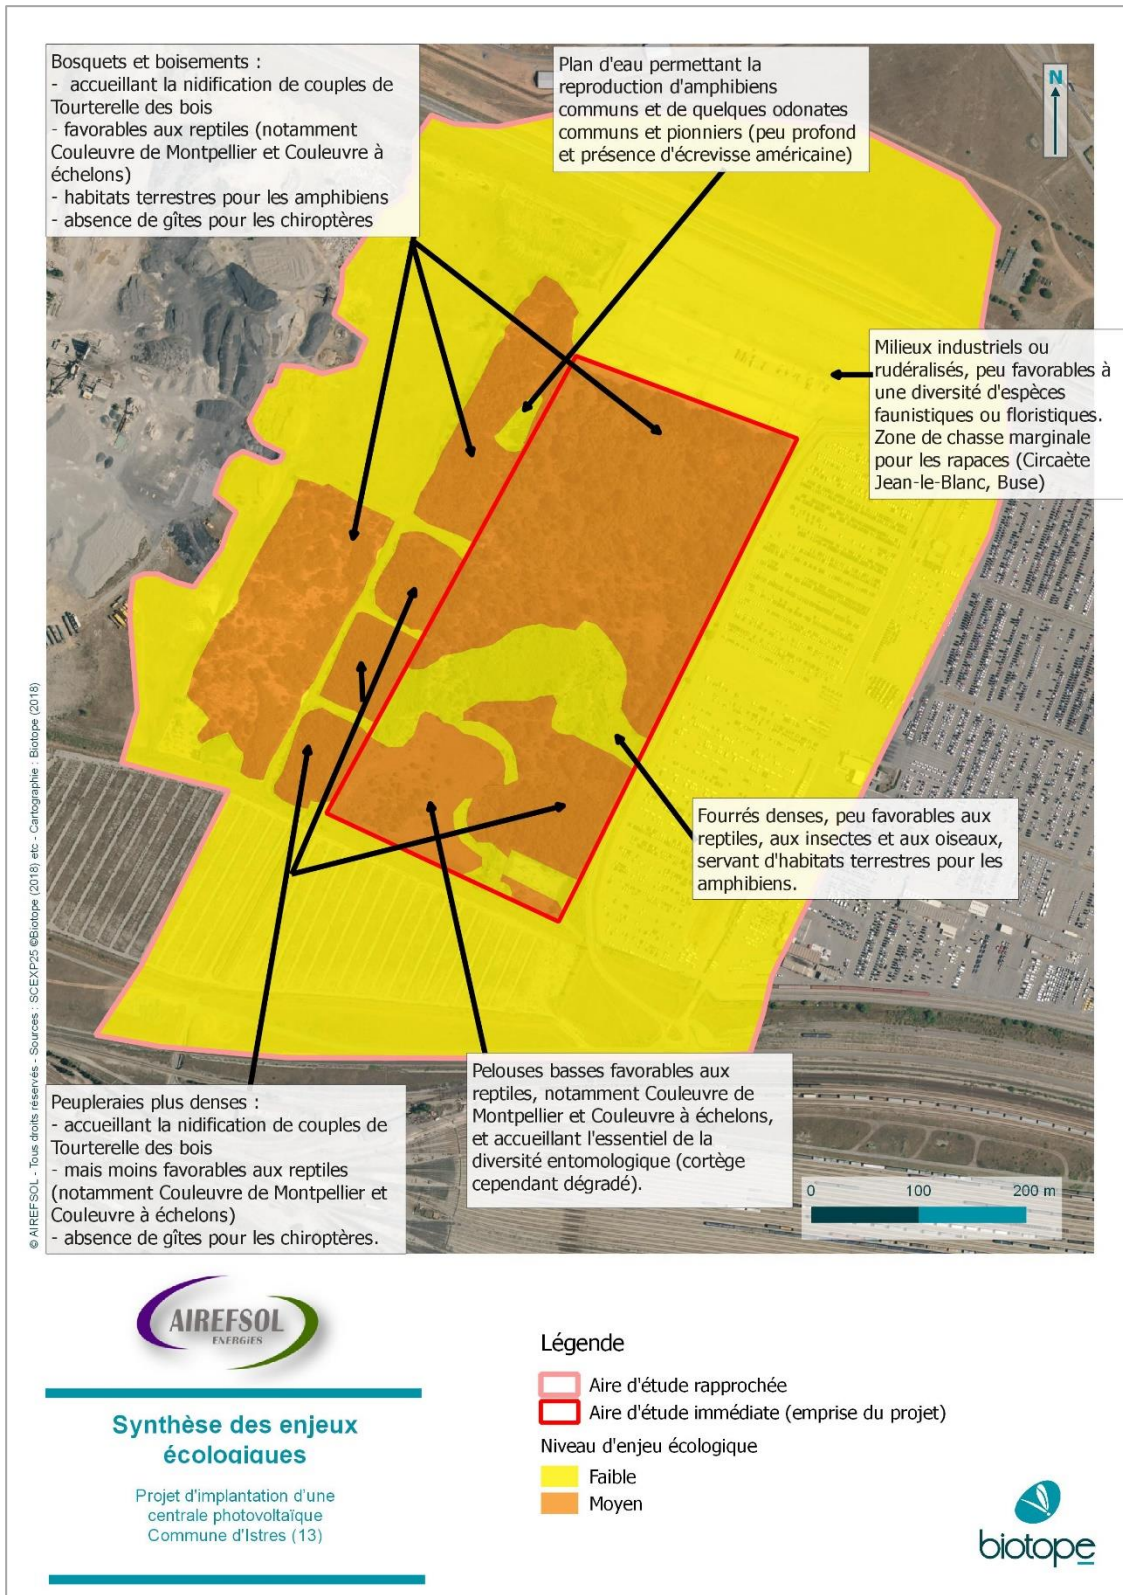 Bosquets et boisements :
- accueillant la nidification de couples de
Tourterelle des bois
- favorables aux reptiles (notamment
Couleuvre de Montpellier et Couleuvre à
échelons)
- habitats terrestres pour les amphibiens
- absence de gîtes pour les chiroptères
Plan d'eau permettant la
reproduction d'amphibiens
communs et de quelques odonates
communs et pionniers (peu profond
et présence d'écrevisse américaine)
N
Milieux industriels ou
rudéralisés, peu favorables à
une diversité d'espèces
faunistiques ou floristiques.
Zone de chasse marginale
pour les rapaces (Circaète
Jean-le-Blanc, Buse)
Fourrés denses, peu favorables aux
reptiles, aux insectes et aux oiseaux,
servant d'habitats terrestres pour les
amphibiens.
Pelouses basses favorables aux
reptiles, notamment Couleuvre de
Montpellier et Couleuvre à échelons,
et accueillant l'essentiel de la
diversité entomologique (cortège
cependant dégradé).
Peupleraies plus denses :
- accueillant la nidification de couples de
Tourterelle des bois
- mais moins favorables aux reptiles
(notamment Couleuvre de Montpellier et
Couleuvre à échelons)
- absence de gîtes pour les chiroptères.
0 100 200 m
© AIREFSOL - Tous droits réservés - Sources : SCEXP25 ©Biotope (2018) etc - Cartographie : Biotope (2018)
AIREFSOL
ENERGIES
Synthèse des enjeux
écologiques
Projet d'implantation d'une
centrale photovoltaïque
Commune d'Istres (13)
Légende
Aire d'étude rapprochée
Aire d'étude immédiate (emprise du projet)
Niveau d'enjeu écologique
Faible
Moyen
biotope